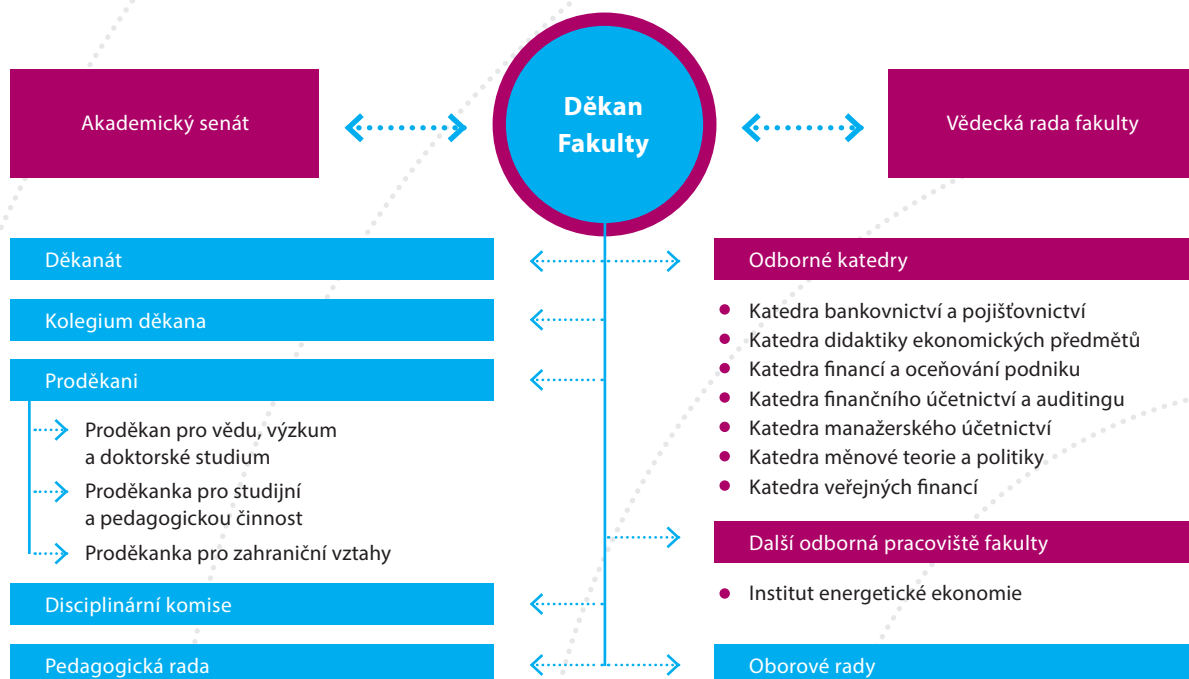 Akademický senát
Děkan
Fakulty
Vědecká rada fakulty
Děkanát
Kolegium děkana
Proděkani
Proděkan pro vědu, výzkum
a doktorské studium
Proděkanka pro studijní
a pedagogickou činnost
Proděkanka pro zahraniční vztahy
Disciplinární komise
Pedagogická rada
Odborné katedry
Katedra bankovnictví a pojišťovnictví
Katedra didaktiky ekonomických předmětů
Katedra financí a oceňování podniku
Katedra finančního účetnictví a auditingu
Katedra manažerského účetnictví
Katedra měnové teorie a politiky
Katedra veřejných financí
Další odborná pracoviště fakulty
Institut energetické ekonomie
Oborové rady